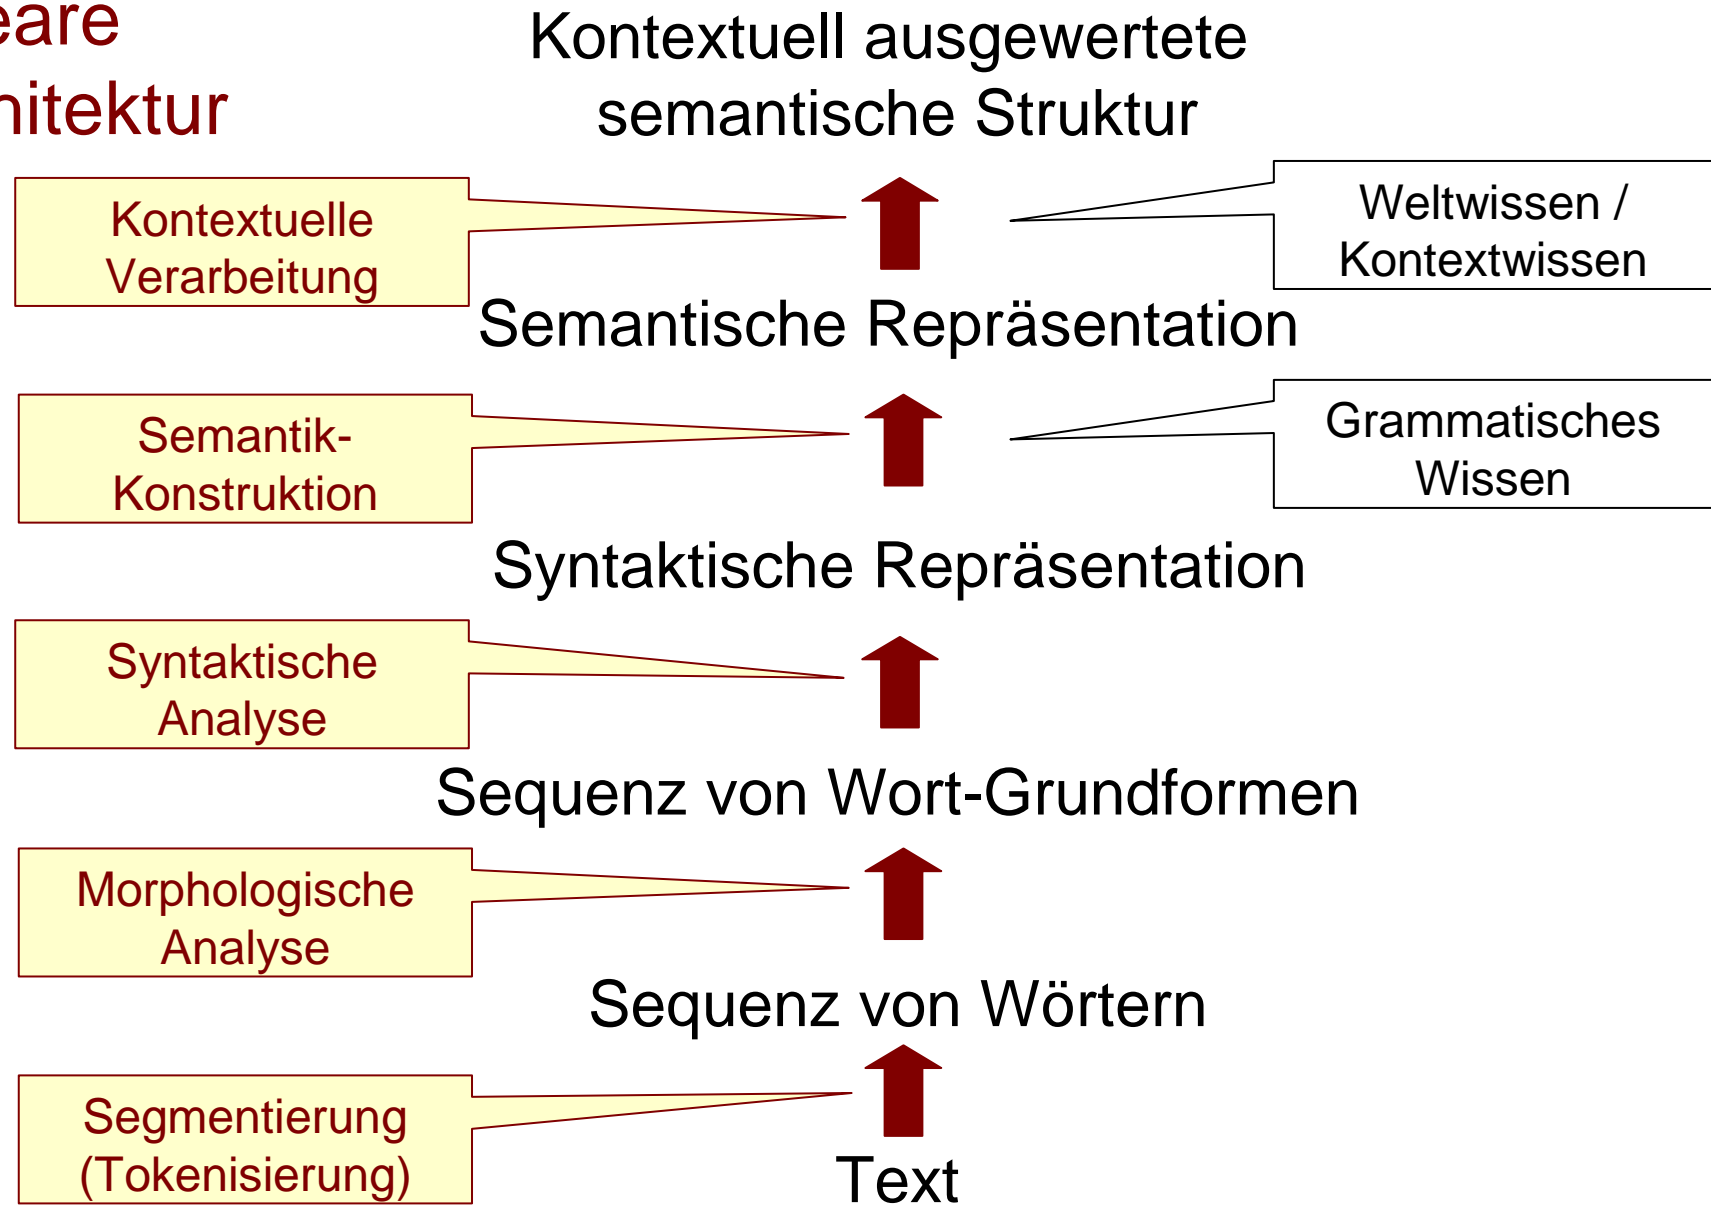 eare
hitektur
Kontextuell ausgewertete
semantische Struktur
Kontextuelle
Verarbeitung
Weltwissen /
Kontextwissen
Semantische Repräsentation
Semantik-
Konstruktion
Grammatisches
Wissen
Syntaktische Repräsentation
Syntaktische
Analyse
Sequenz von Wort-Grundformen
Morphologische
Analyse
Sequenz von Wörtern
Segmentierung
(Tokenisierung)
Text